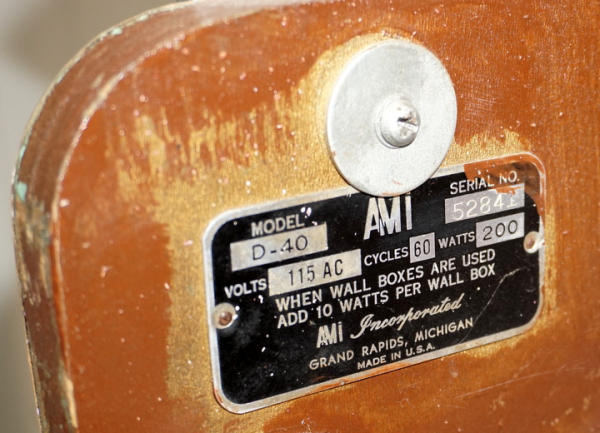 MODEL
D-40
AMI
SERIAL NO.
52841
VOLTS 115 AC CYCLES 60 WATTS 200
WHEN WALL BOXES ARE USED
ADD 10 WATTS PER WALL BOX
AMI Incorporated
GRAND RAPIDS, MICHIGAN
MADE IN U.S.A.